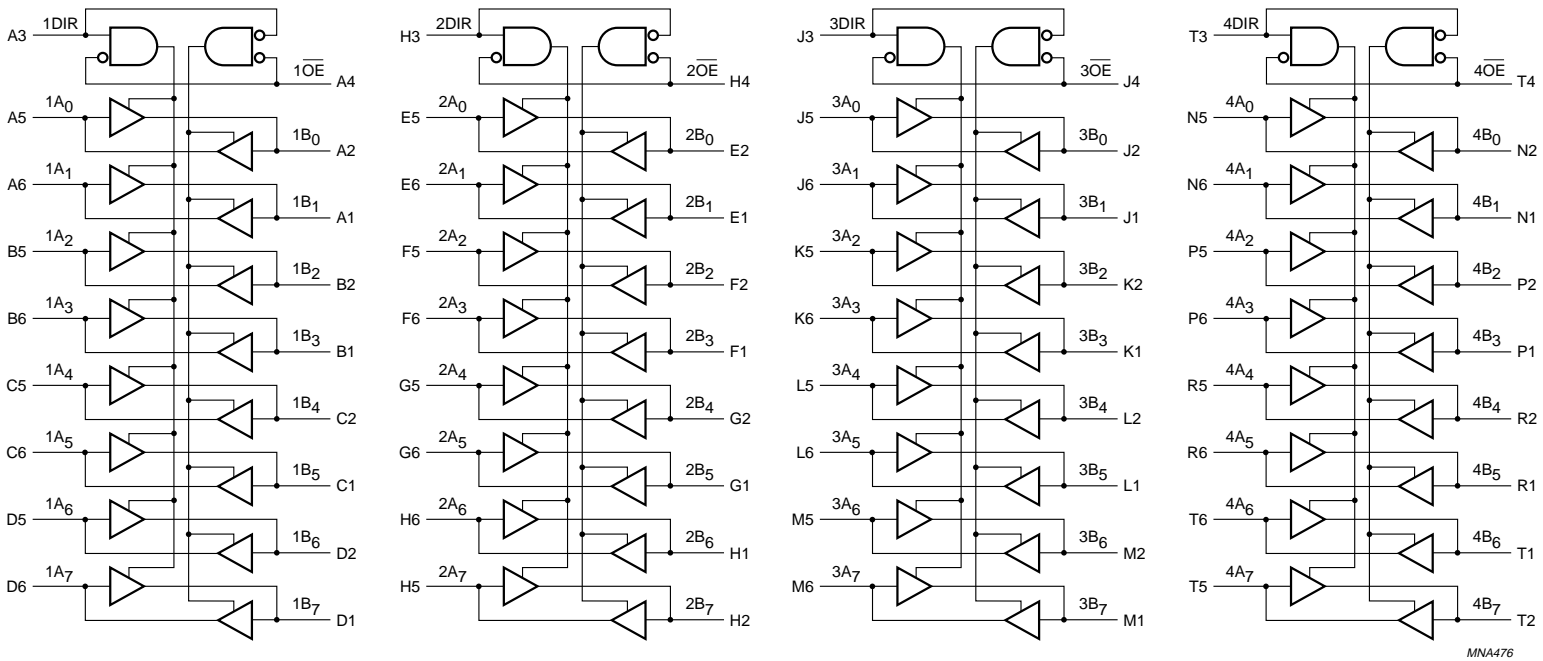 A3 1DIR H3 2DIR J3 3DIR T3 4DIR
1OE A4 2OE H4 3OE J4 4OE T4
A5 1A0 E5 2A0 J5 3A0 N5 4A0
1B0 A2 2B0 E2 3B0 J2 4B0 N2
A6 1A1 E6 2A1 J6 3A1 N6 4A1
1B1 A1 2B1 E1 3B1 J1 4B1 N1
B5 1A2 F5 2A2 K5 3A2 P5 4A2
1B2 B2 2B2 F2 3B2 K2 4B2 P2
B6 1A3 F6 2A3 K6 3A3 P6 4A3
1B3 B1 2B3 F1 3B3 K1 4B3 P1
C5 1A4 G5 2A4 L5 3A4 R5 4A4
1B4 C2 2B4 G2 3B4 L2 4B4 R2
C6 1A5 G6 2A5 L6 3A5 R6 4A5
1B5 C1 2B5 G1 3B5 L1 4B5 R1
D5 1A6 H6 2A6 M5 3A6 T6 4A6
1B6 D2 2B6 H1 3B6 M2 4B6 T1
D6 1A7 H5 2A7 M6 3A7 T5 4A7
1B7 D1 2B7 H2 3B7 M1 4B7 T2
MNA476